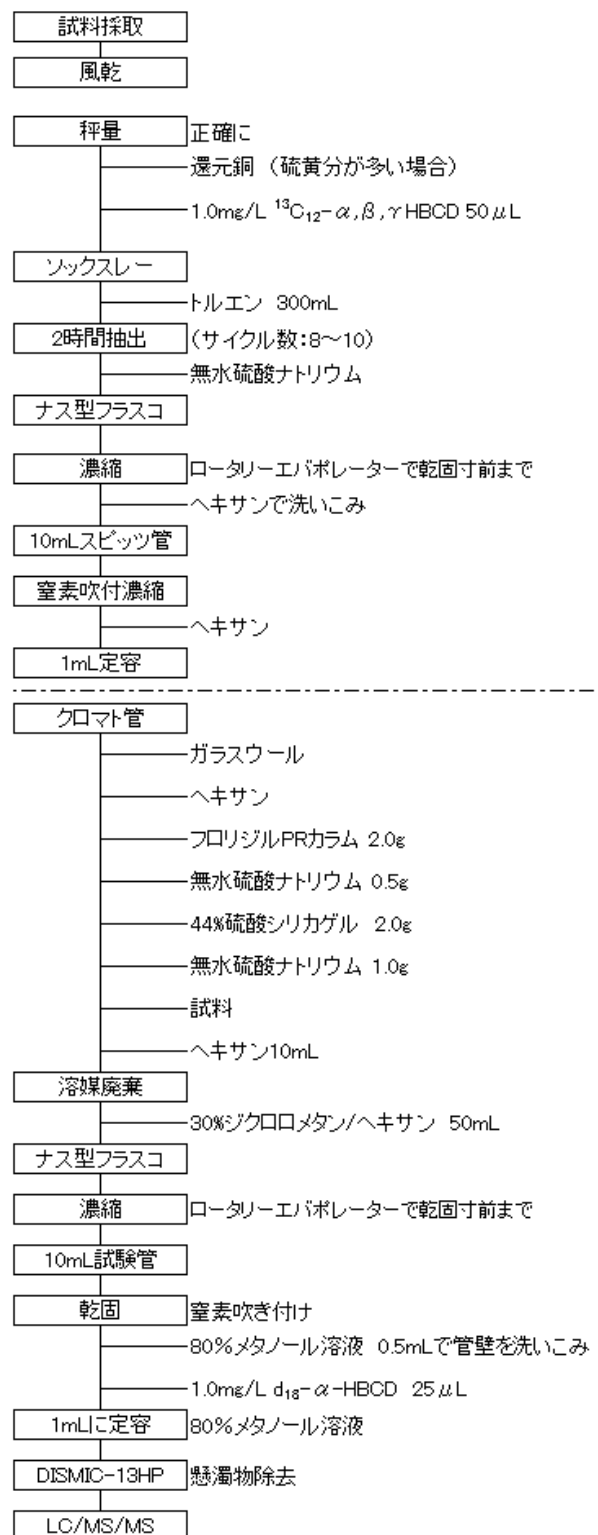 試料採取
風乾
秤量 正確に
還元銅 (硫黄分が多い場合)
1.0mg/L ¹³C₁₂-α,β,γHBCD 50μL
ソックスレー
トルエン 300mL
2時間抽出 (サイクル数:8~10)
無水硫酸ナトリウム
ナス型フラスコ
濃縮 ロータリーエバポレーターで乾固寸前まで
ヘキサンで洗いこみ
10mLスピッツ管
窒素吹付濃縮
ヘキサン
1mL定容
クロマト管
ガラスウール
ヘキサン
フロリジルPRカラム 2.0g
無水硫酸ナトリウム 0.5g
44%硫酸シリカゲル 2.0g
無水硫酸ナトリウム 1.0g
試料
ヘキサン10mL
溶媒廃棄
30%ジクロロメタン/ヘキサン 50mL
ナス型フラスコ
濃縮 ロータリーエバポレーターで乾固寸前まで
10mL試験管
乾固 窒素吹き付け
80%メタノール溶液 0.5mLで管壁を洗いこみ
1.0mg/L d₁₈-α-HBCD 25μL
1mLに定容 80%メタノール溶液
DISMIC-13HP 懸濁物除去
LC/MS/MS